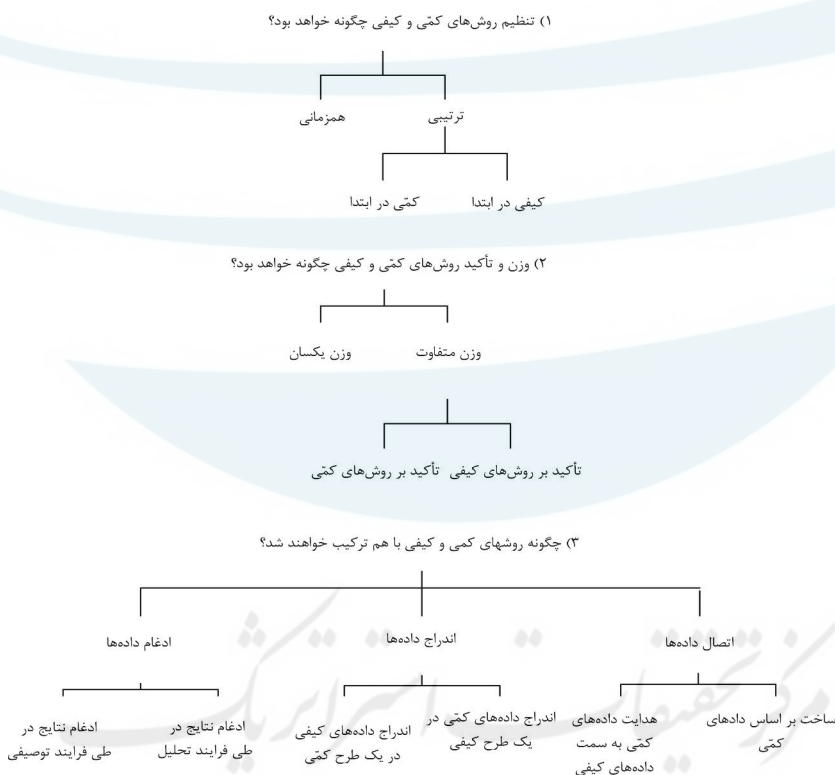 ۱) تنظیم روش‌های کمّی و کیفی چگونه خواهد بود؟
ترتیبی
همزمانی
کیفی در ابتدا
کمّی در ابتدا
۲) وزن و تأکید روش‌های کمّی و کیفی چگونه خواهد بود؟
وزن متفاوت
وزن یکسان
تأکید بر روش‌های کیفی
تأکید بر روش‌های کمّی
۳) چگونه روشهای کمی و کیفی با هم ترکیب خواهند شد؟
اتصال داده‌ها
اندراج داده‌ها
ادغام داده‌ها
ساخت بر اساس دادهای
کمّی
هدایت داده‌های
کمّی به سمت
داده‌های کیفی
اندراج داده‌های کمّی در
یک طرح کیفی
اندراج داده‌های کیفی
در یک طرح کمّی
ادغام نتایج در
طی فرایند تحلیل
ادغام نتایج در
طی فرایند توصیفی
مرکز تحقیقات استراتژیک